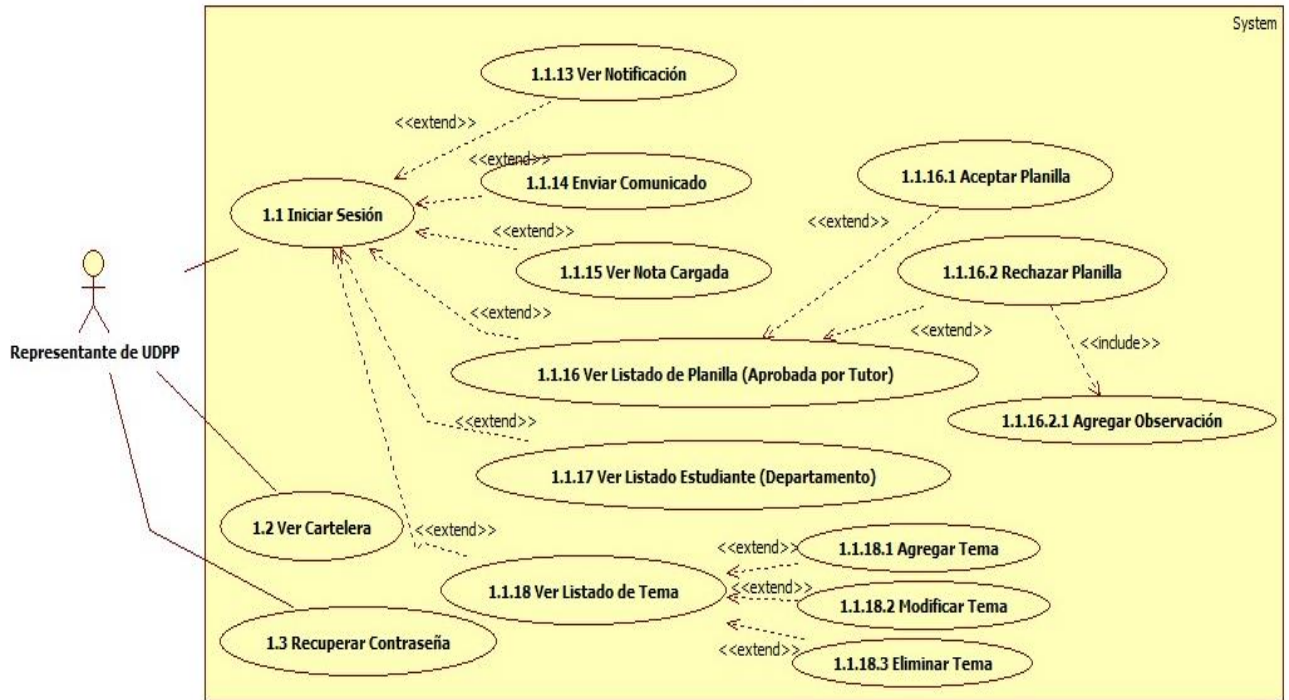 System
1.1.13 Ver Notificación
<<extend>>
<<extend>>
1.1.14 Enviar Comunicado
1.1.16.1 Aceptar Planilla
1.1 Iniciar Sesión
<<extend>>
<<extend>>
1.1.15 Ver Nota Cargada
1.1.16.2 Rechazar Planilla
<<extend>>
<<extend>>
<<include>>
Representante de UDPP
1.1.16 Ver Listado de Planilla (Aprobada por Tutor)
<<extend>>
1.1.16.2.1 Agregar Observación
1.1.17 Ver Listado Estudiante (Departamento)
1.2 Ver Cartelera
<<extend>>
<<extend>>
1.1.18.1 Agregar Tema
1.1.18 Ver Listado de Tema
<<extend>>
1.1.18.2 Modificar Tema
1.3 Recuperar Contraseña
<<extend>>
1.1.18.3 Eliminar Tema